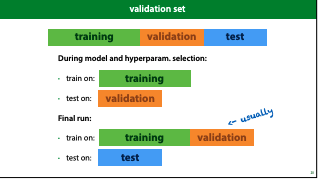 validation set
training validation test
During model and hyperparam. selection:
• train on: training
• test on: validation
← usually
Final run:
• train on: training validation
• test on: test